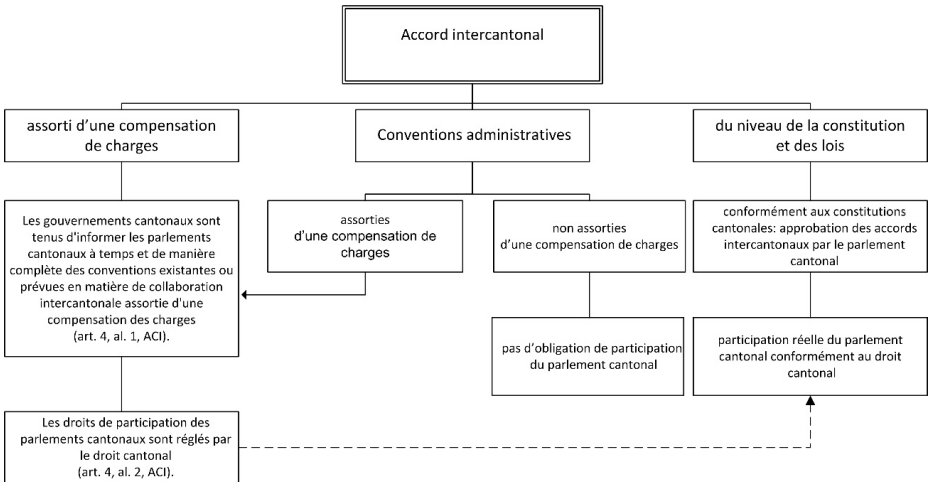 Accord intercantonal
assorti d’une compensation
de charges
Conventions administratives
du niveau de la constitution
et des lois
Les gouvernements cantonaux sont
tenus d'informer les parlements
cantonaux à temps et de manière
complète des conventions existantes ou
prévues en matière de collaboration
intercantonale assortie d'une
compensation des charges
(art. 4, al. 1, ACI).
assorties
d’une compensation de
charges
non assorties
d’une compensation de charges
conformément aux constitutions
cantonales: approbation des accords
intercantonaux par le parlement
cantonal
pas d’obligation de participation
du parlement cantonal
participation réelle du parlement
cantonal conformément au droit
cantonal
Les droits de participation des
parlements cantonaux sont réglés par
le droit cantonal
(art. 4, al. 2, ACI).